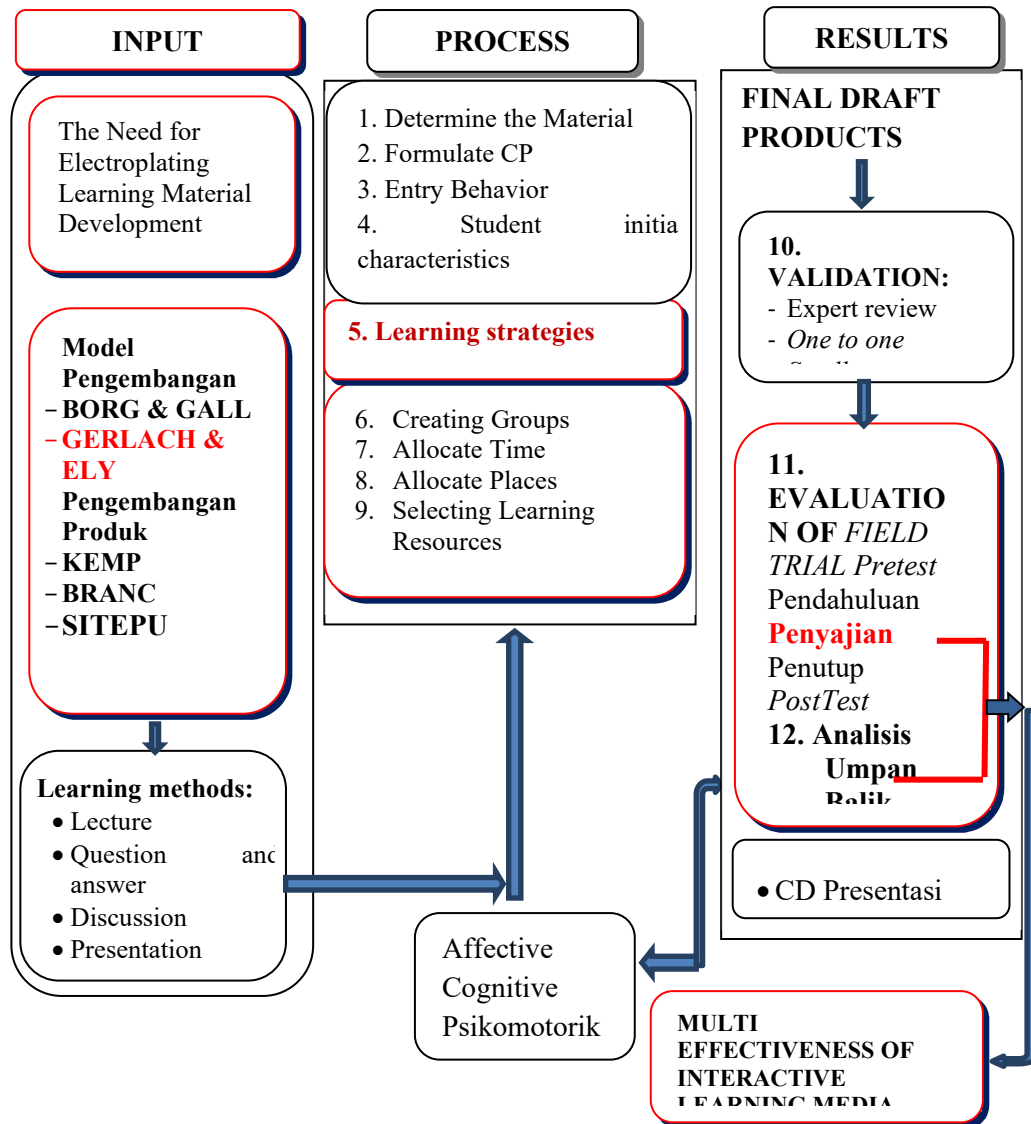 INPUT
The Need for
Electroplating
Learning Material
Development
Model
Pengembangan
–BORG & GALL
–GERLACH &
ELY
Pengembangan
Produk
–KEMP
–BRANC
–SITEPU
Learning methods:
• Lecture
• Question and
answer
• Discussion
• Presentation
PROCESS
1. Determine the Material
2. Formulate CP
3. Entry Behavior
4. Student initia
characteristics
5. Learning strategies
6. Creating Groups
7. Allocate Time
8. Allocate Places
9. Selecting Learning
Resources
Affective
Cognitive
Psikomotorik
RESULTS
FINAL DRAFT
PRODUCTS
10.
VALIDATION:
- Expert review
- One to one
11.
EVALUATIO
N OF FIELD
TRIAL Pretest
Pendahuluan
Penyajian
Penutup
PostTest
12. Analisis
Umpan
Balik
• CD Presentasi
MULTI
EFFECTIVENESS OF
INTERACTIVE
LEARNING MEDIA